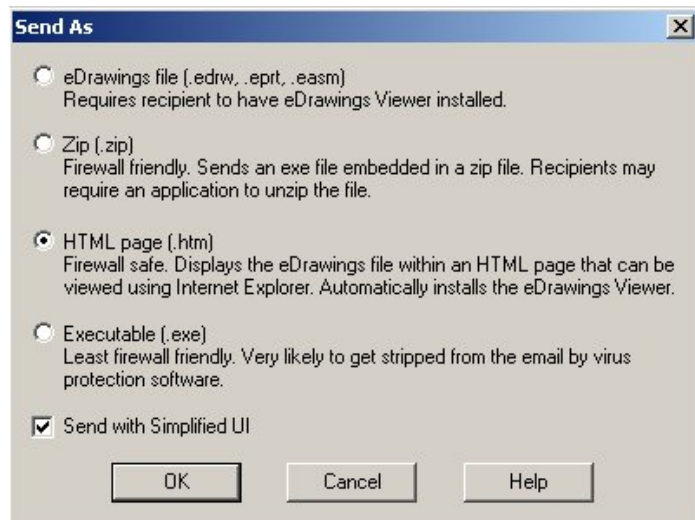 Send As
eDrawings file (.edrw, .eprt, .easm)
Requires recipient to have eDrawings Viewer installed.
Zip (.zip)
Firewall friendly. Sends an exe file embedded in a zip file. Recipients may
require an application to unzip the file.
HTML page (.htm)
Firewall safe. Displays the eDrawings file within an HTML page that can be
viewed using Internet Explorer. Automatically installs the eDrawings Viewer.
Executable (.exe)
Least firewall friendly. Very likely to get stripped from the email by virus
protection software.
Send with Simplified UI
OK Cancel Help